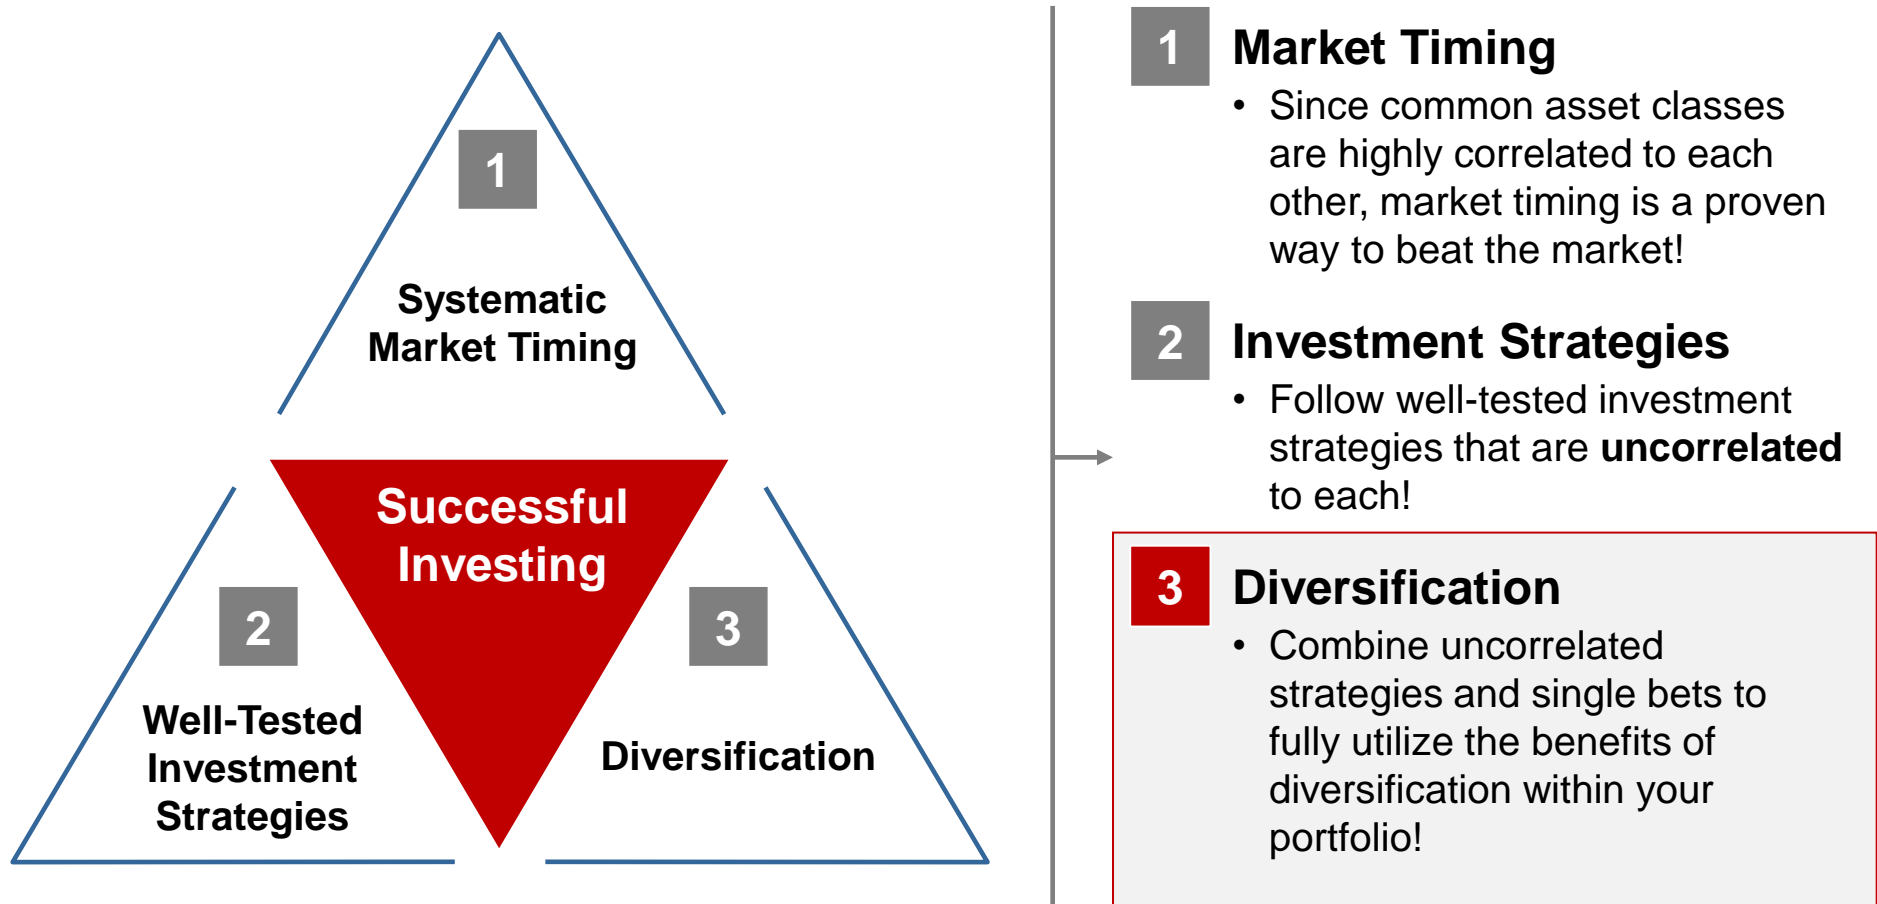 1
Systematic
Market Timing
Successful
Investing
2
Well-Tested
Investment
Strategies
3
Diversification
1 Market Timing
• Since common asset classes
are highly correlated to each
other, market timing is a proven
way to beat the market!
2 Investment Strategies
• Follow well-tested investment
strategies that are uncorrelated
to each!
3 Diversification
• Combine uncorrelated
strategies and single bets to
fully utilize the benefits of
diversification within your
portfolio!